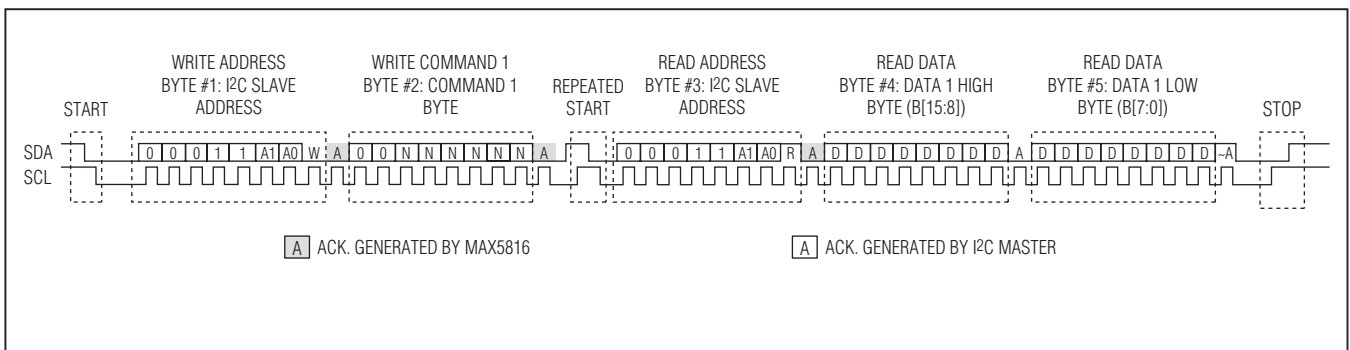 WRITE ADDRESS
BYTE #1: I2C SLAVE
ADDRESS
WRITE COMMAND 1
BYTE #2: COMMAND 1
BYTE
READ ADDRESS
BYTE #3: I2C SLAVE
ADDRESS
READ DATA
BYTE #4: DATA 1 HIGH
BYTE (B[15:8])
READ DATA
BYTE #5: DATA 1 LOW
BYTE (B[7:0])
START
REPEATED
START
STOP
SDA 0 0 0 1 1 A1 A0 W A 0 0 N N N N N N A 0 0 0 1 1 A1 A0 R A D D D D D D D D A D D D D D D D D ~A
SCL
A ACK. GENERATED BY MAX5816
A ACK. GENERATED BY I2C MASTER